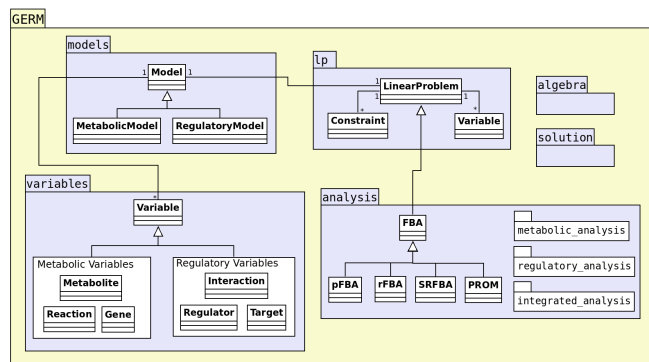 GERM
models
1
Model
1
MetabolicModel
RegulatoryModel
lp
1
LinearProblem
1
1
*
*
Constraint
Variable
algebra
solution
variables
*
Variable
Metabolic Variables
Metabolite
Reaction
Gene
Regulatory Variables
Interaction
Regulator
Target
analysis
FBA
pFBA
rFBA
SRFBA
PROM
metabolic_analysis
regulatory_analysis
integrated_analysis